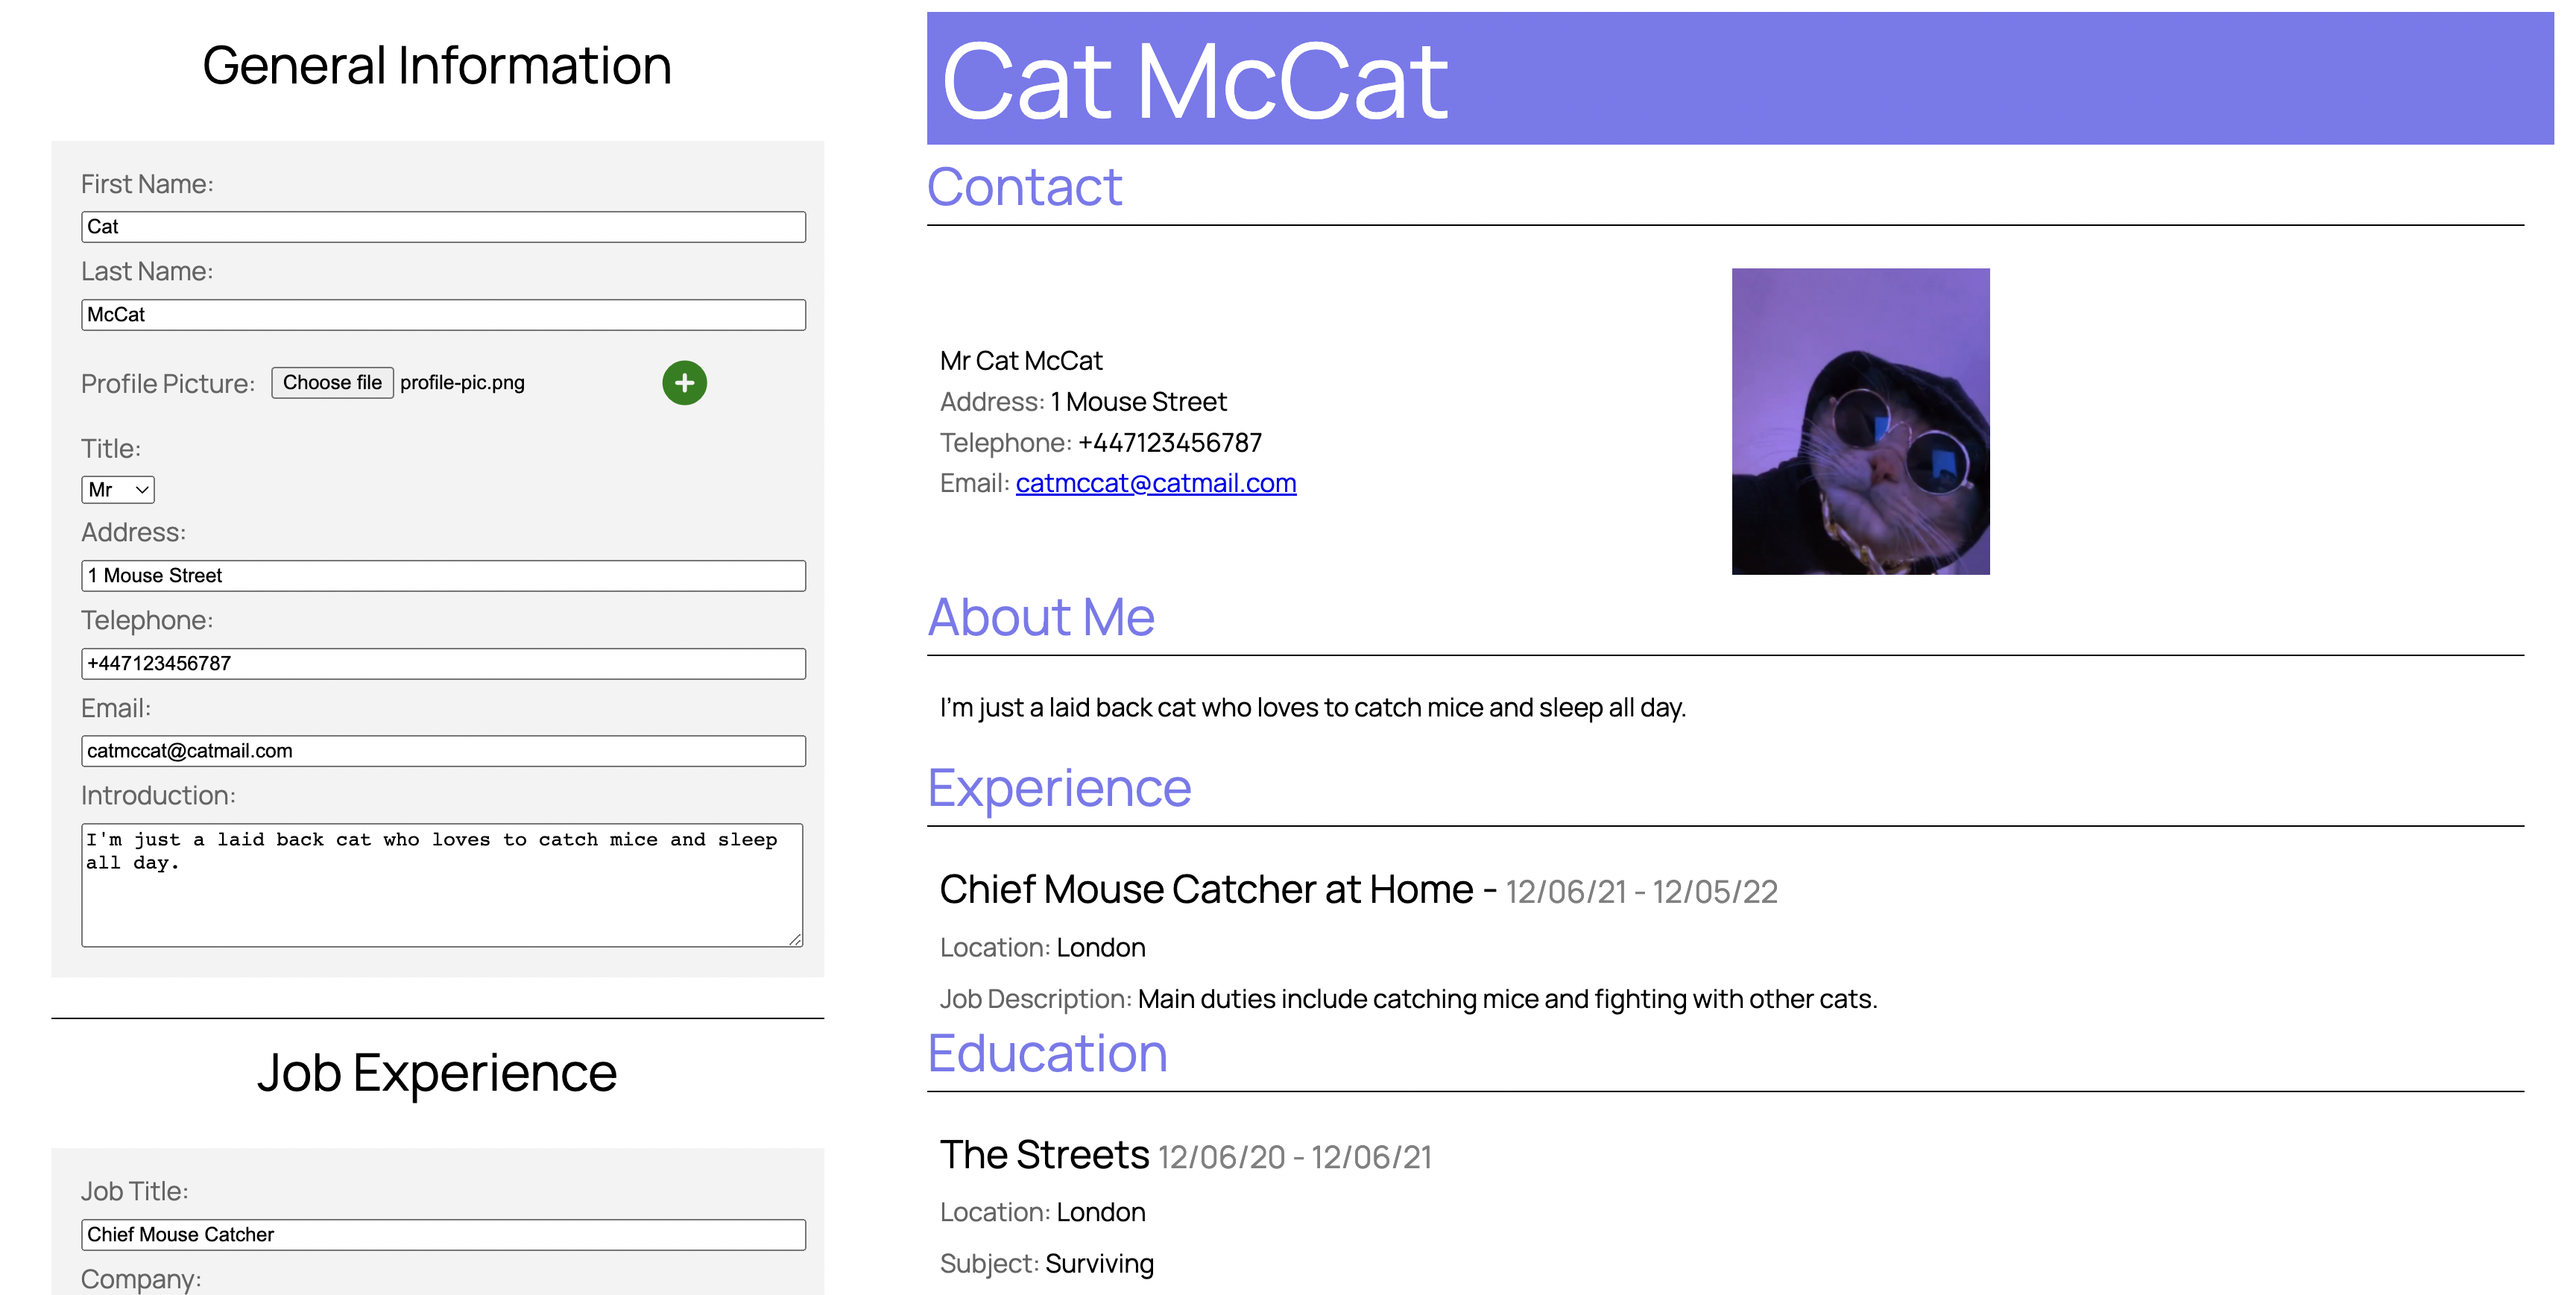 General Information
First Name:
Cat
Last Name:
McCat
Profile Picture: Choose file profile-pic.png
Title:
Mr
Address:
1 Mouse Street
Telephone:
+447123456787
Email:
catmccat@catmail.com
Introduction:
I'm just a laid back cat who loves to catch mice and sleep
all day.
Job Experience
Job Title:
Chief Mouse Catcher
Company:
Cat McCat
Contact
Mr Cat McCat
Address: 1 Mouse Street
Telephone: +447123456787
Email: catmccat@catmail.com
About Me
I'm just a laid back cat who loves to catch mice and sleep all day.
Experience
Chief Mouse Catcher at Home - 12/06/21 - 12/05/22
Location: London
Job Description: Main duties include catching mice and fighting with other cats.
Education
The Streets 12/06/20 - 12/06/21
Location: London
Subject: Surviving